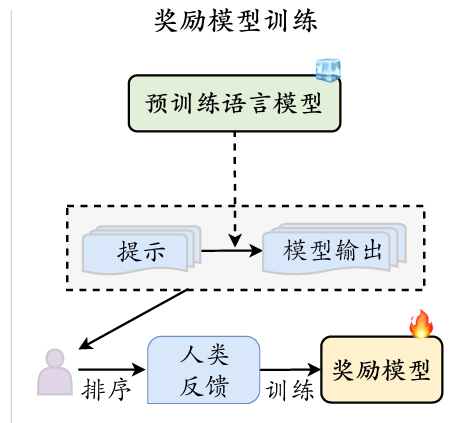 奖励模型训练
预训练语言模型
提示
模型输出
排序
人类
反馈
训练
奖励模型